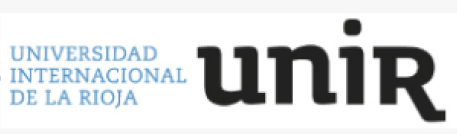 UNIVERSIDAD
INTERNACIONAL
DE LA RIOJA
uniR